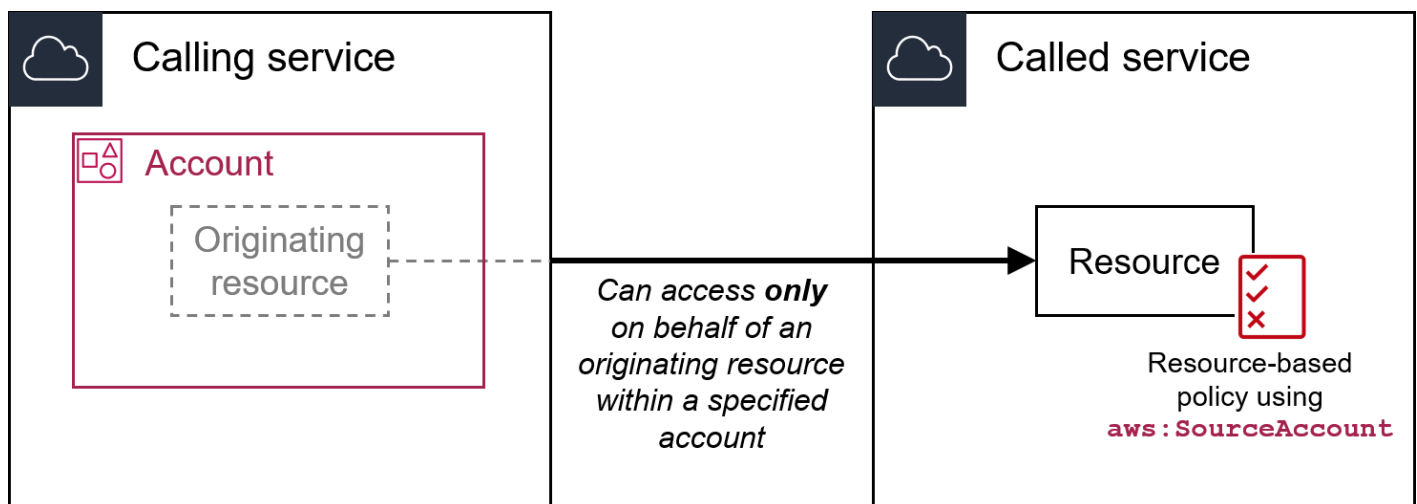 Calling service
Called service
Account
Originating
resource
Can access only
on behalf of an
originating resource
within a specified
account
Resource
Resource-based
policy using
aws:SourceAccount